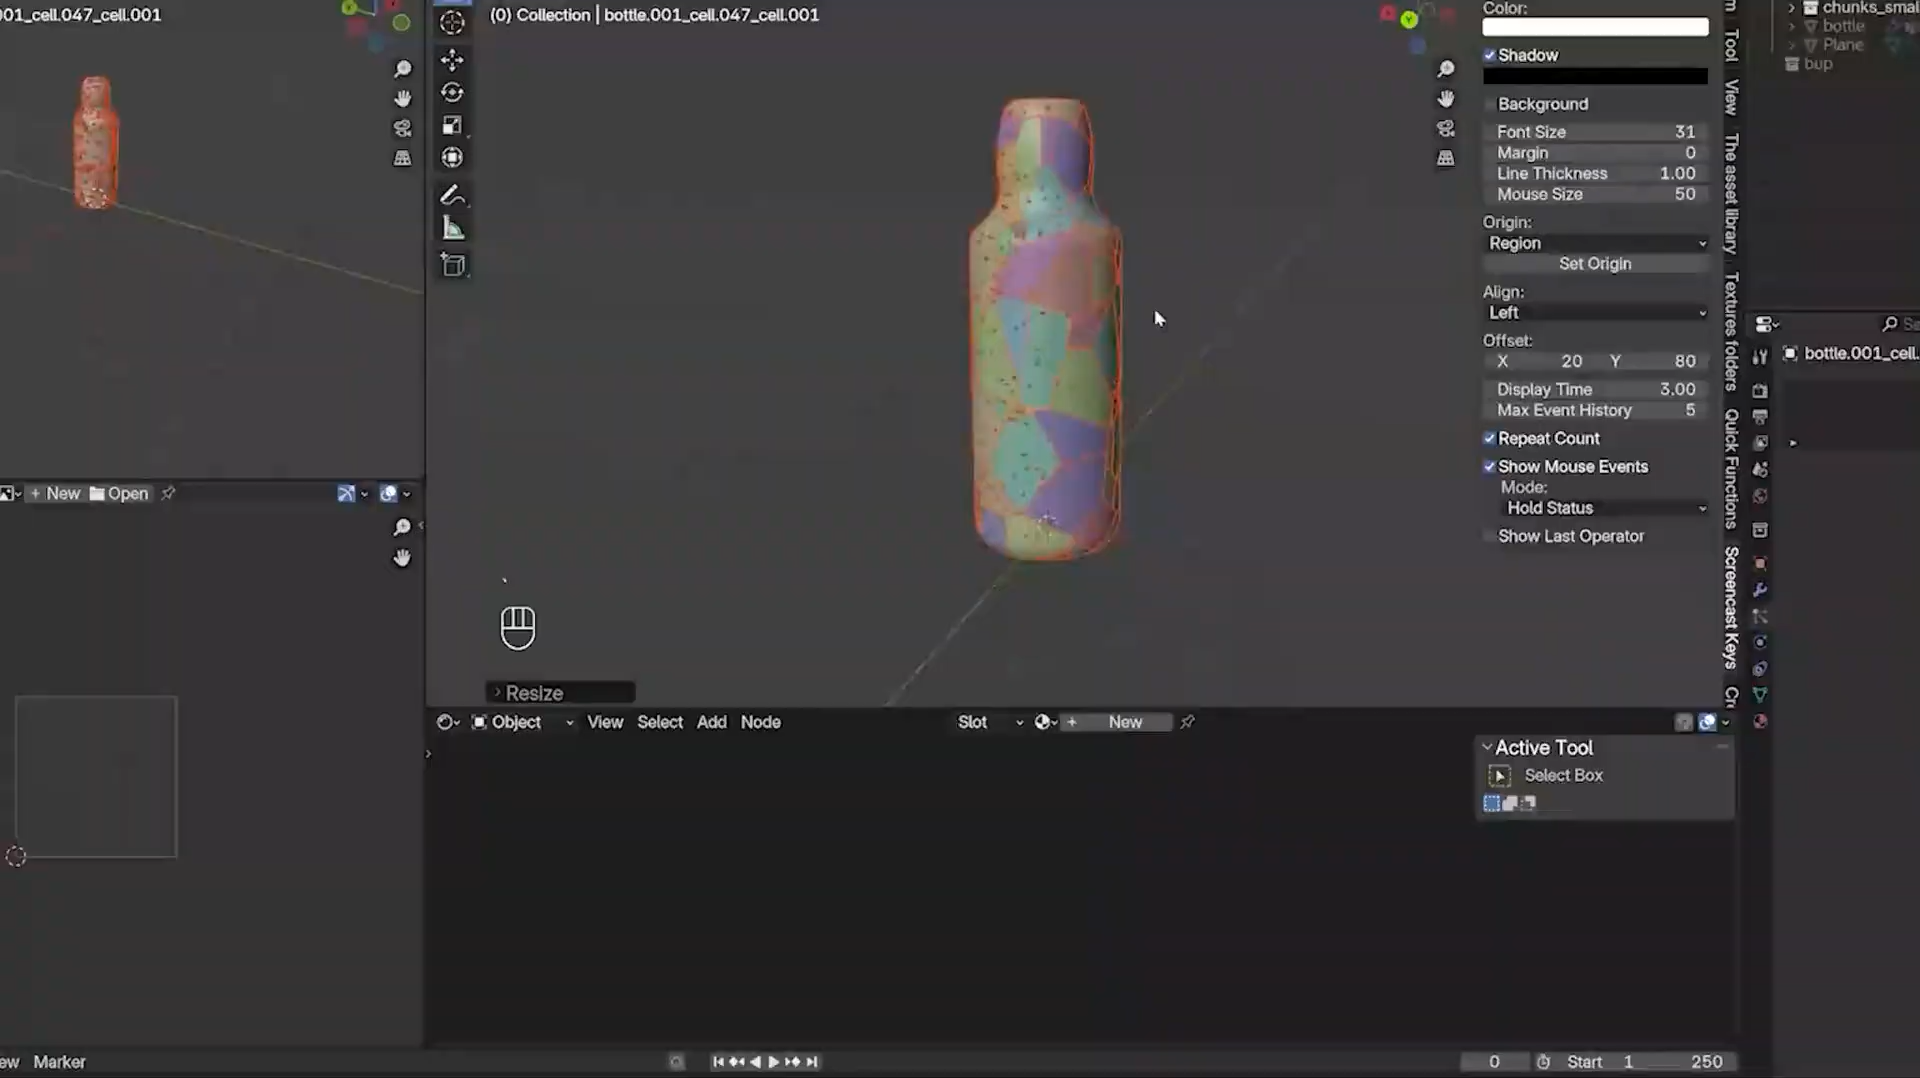 001_cell.047_cell.001
(0) Collection | bottle.001_cell.047_cell.001
Color:
Shadow
Background
Font Size 31
Margin 0
Line Thickness 1.00
Mouse Size 50
Origin:
Region
Set Origin
Align:
Left
Offset:
X 20 Y 80
Display Time 3.00
Max Event History 5
Repeat Count
Show Mouse Events
Mode:
Hold Status
Show Last Operator
Tool
View
The asset library
Textures folders
Quick Functions
Screencast Keys
chunks_smal
bottle
Plane
bup
bottle.001_cell.
New Open
Resize
Object View Select Add Node Slot New
Active Tool
Select Box
ew Marker
0 Start 1 250